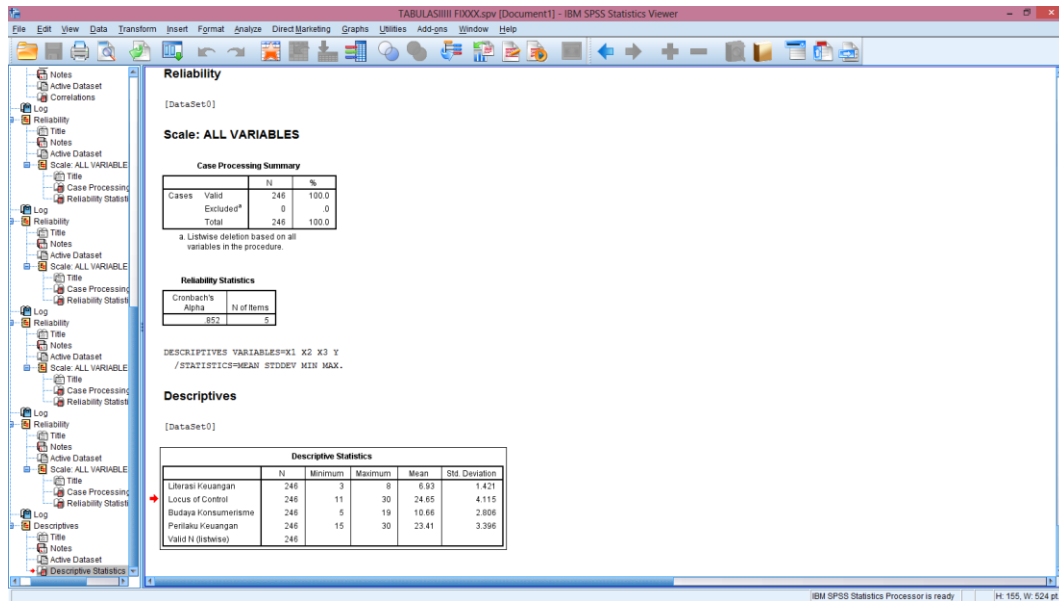 TABULASIIIII FIXXX.spv [Document1] - IBM SPSS Statistics Viewer
File Edit View Data Transform Insert Format Analyze Direct Marketing Graphs Utilities Add-ons Window Help
Notes
Active Dataset
Correlations
Log
Reliability
Title
Notes
Active Dataset
Scale: ALL VARIABLE
Title
Case Processing
Reliability Statisti
Log
Reliability
Title
Notes
Active Dataset
Scale: ALL VARIABLE
Title
Case Processing
Reliability Statisti
Log
Reliability
Title
Notes
Active Dataset
Scale: ALL VARIABLE
Title
Case Processing
Reliability Statisti
Log
Reliability
Title
Notes
Active Dataset
Scale: ALL VARIABLE
Title
Case Processing
Reliability Statisti
Log
Descriptives
Title
Notes
Active Dataset
Descriptive Statistics
Reliability
[DataSet0]
Scale: ALL VARIABLES
Case Processing Summary
N %
Cases Valid 246 100.0
Excludedª 0 .0
Total 246 100.0
a. Listwise deletion based on all
variables in the procedure.
Reliability Statistics
Cronbach's
Alpha N of Items
.852 5
DESCRIPTIVES VARIABLES=X1 X2 X3 Y
/STATISTICS=MEAN STDDEV MIN MAX.
Descriptives
[DataSet0]
Descriptive Statistics
N Minimum Maximum Mean Std. Deviation
Literasi Keuangan 246 3 8 6.93 1.421
Locus of Control 246 11 30 24.65 4.115
Budaya Konsumerisme 246 5 19 10.66 2.806
Perilaku Keuangan 246 15 30 23.41 3.396
Valid N (listwise) 246
IBM SPSS Statistics Processor is ready H: 155, W: 524 pt